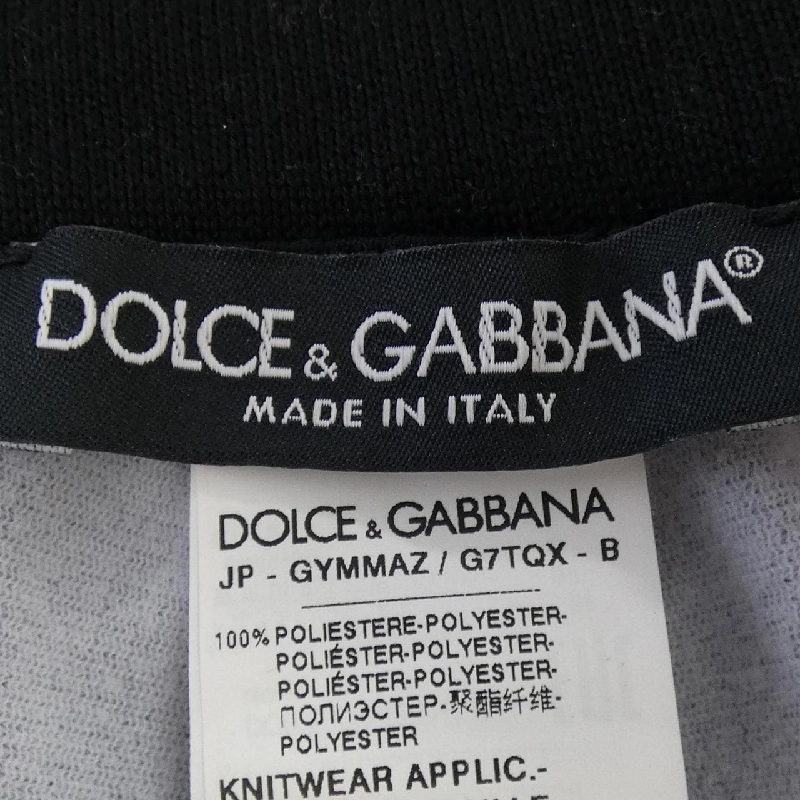 DOLCE & GABBANA®
MADE IN ITALY
DOLCE & GABBANA
JP - GYMMAZ / G7TQX - B
100% POLIESTERE-POLYESTER-
POLIÉSTER-POLYESTER-
POLIÉSTER-POLYESTER-
ПОЛИЭСТЕР-聚酯纤维-
POLYESTER
KNITWEAR APPLIC.-